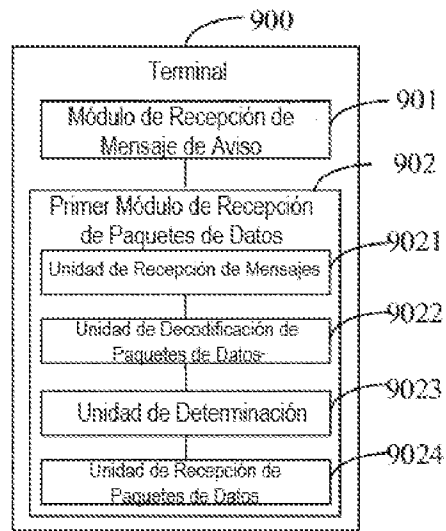 900
Terminal
901
Módulo de Recepción de
Mensaje de Aviso
902
Primer Módulo de Recepción
de Paquetes de Datos
9021
Unidad de Recepción de Mensajes
9022
Unidad de Decodificación de
Paquetes de Datos-
9023
Unidad de Determinación
9024
Unidad de Recepción de
Paquetes de Datos